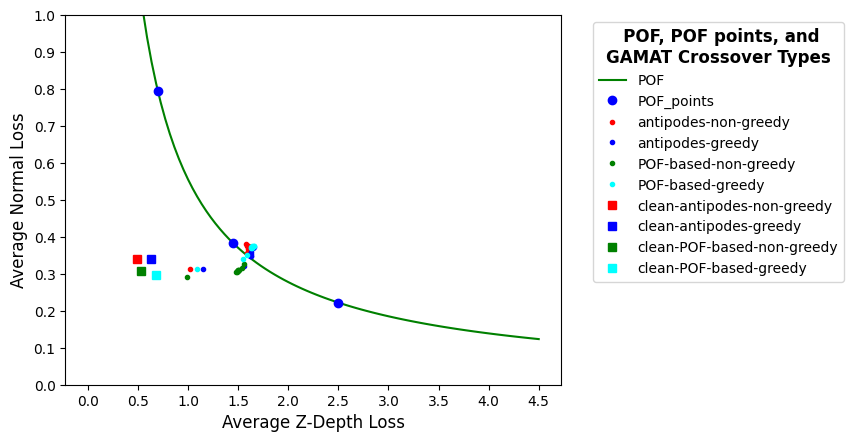 1.0
0.9
0.8
0.7
0.6
0.5
0.4
0.3
0.2
0.1
0.0
Average Normal Loss
0.0 0.5 1.0 1.5 2.0 2.5 3.0 3.5 4.0 4.5
Average Z-Depth Loss
POF, POF points, and
GAMAT Crossover Types
POF
POF_points
antipodes-non-greedy
antipodes-greedy
POF-based-non-greedy
POF-based-greedy
clean-antipodes-non-greedy
clean-antipodes-greedy
clean-POF-based-non-greedy
clean-POF-based-greedy